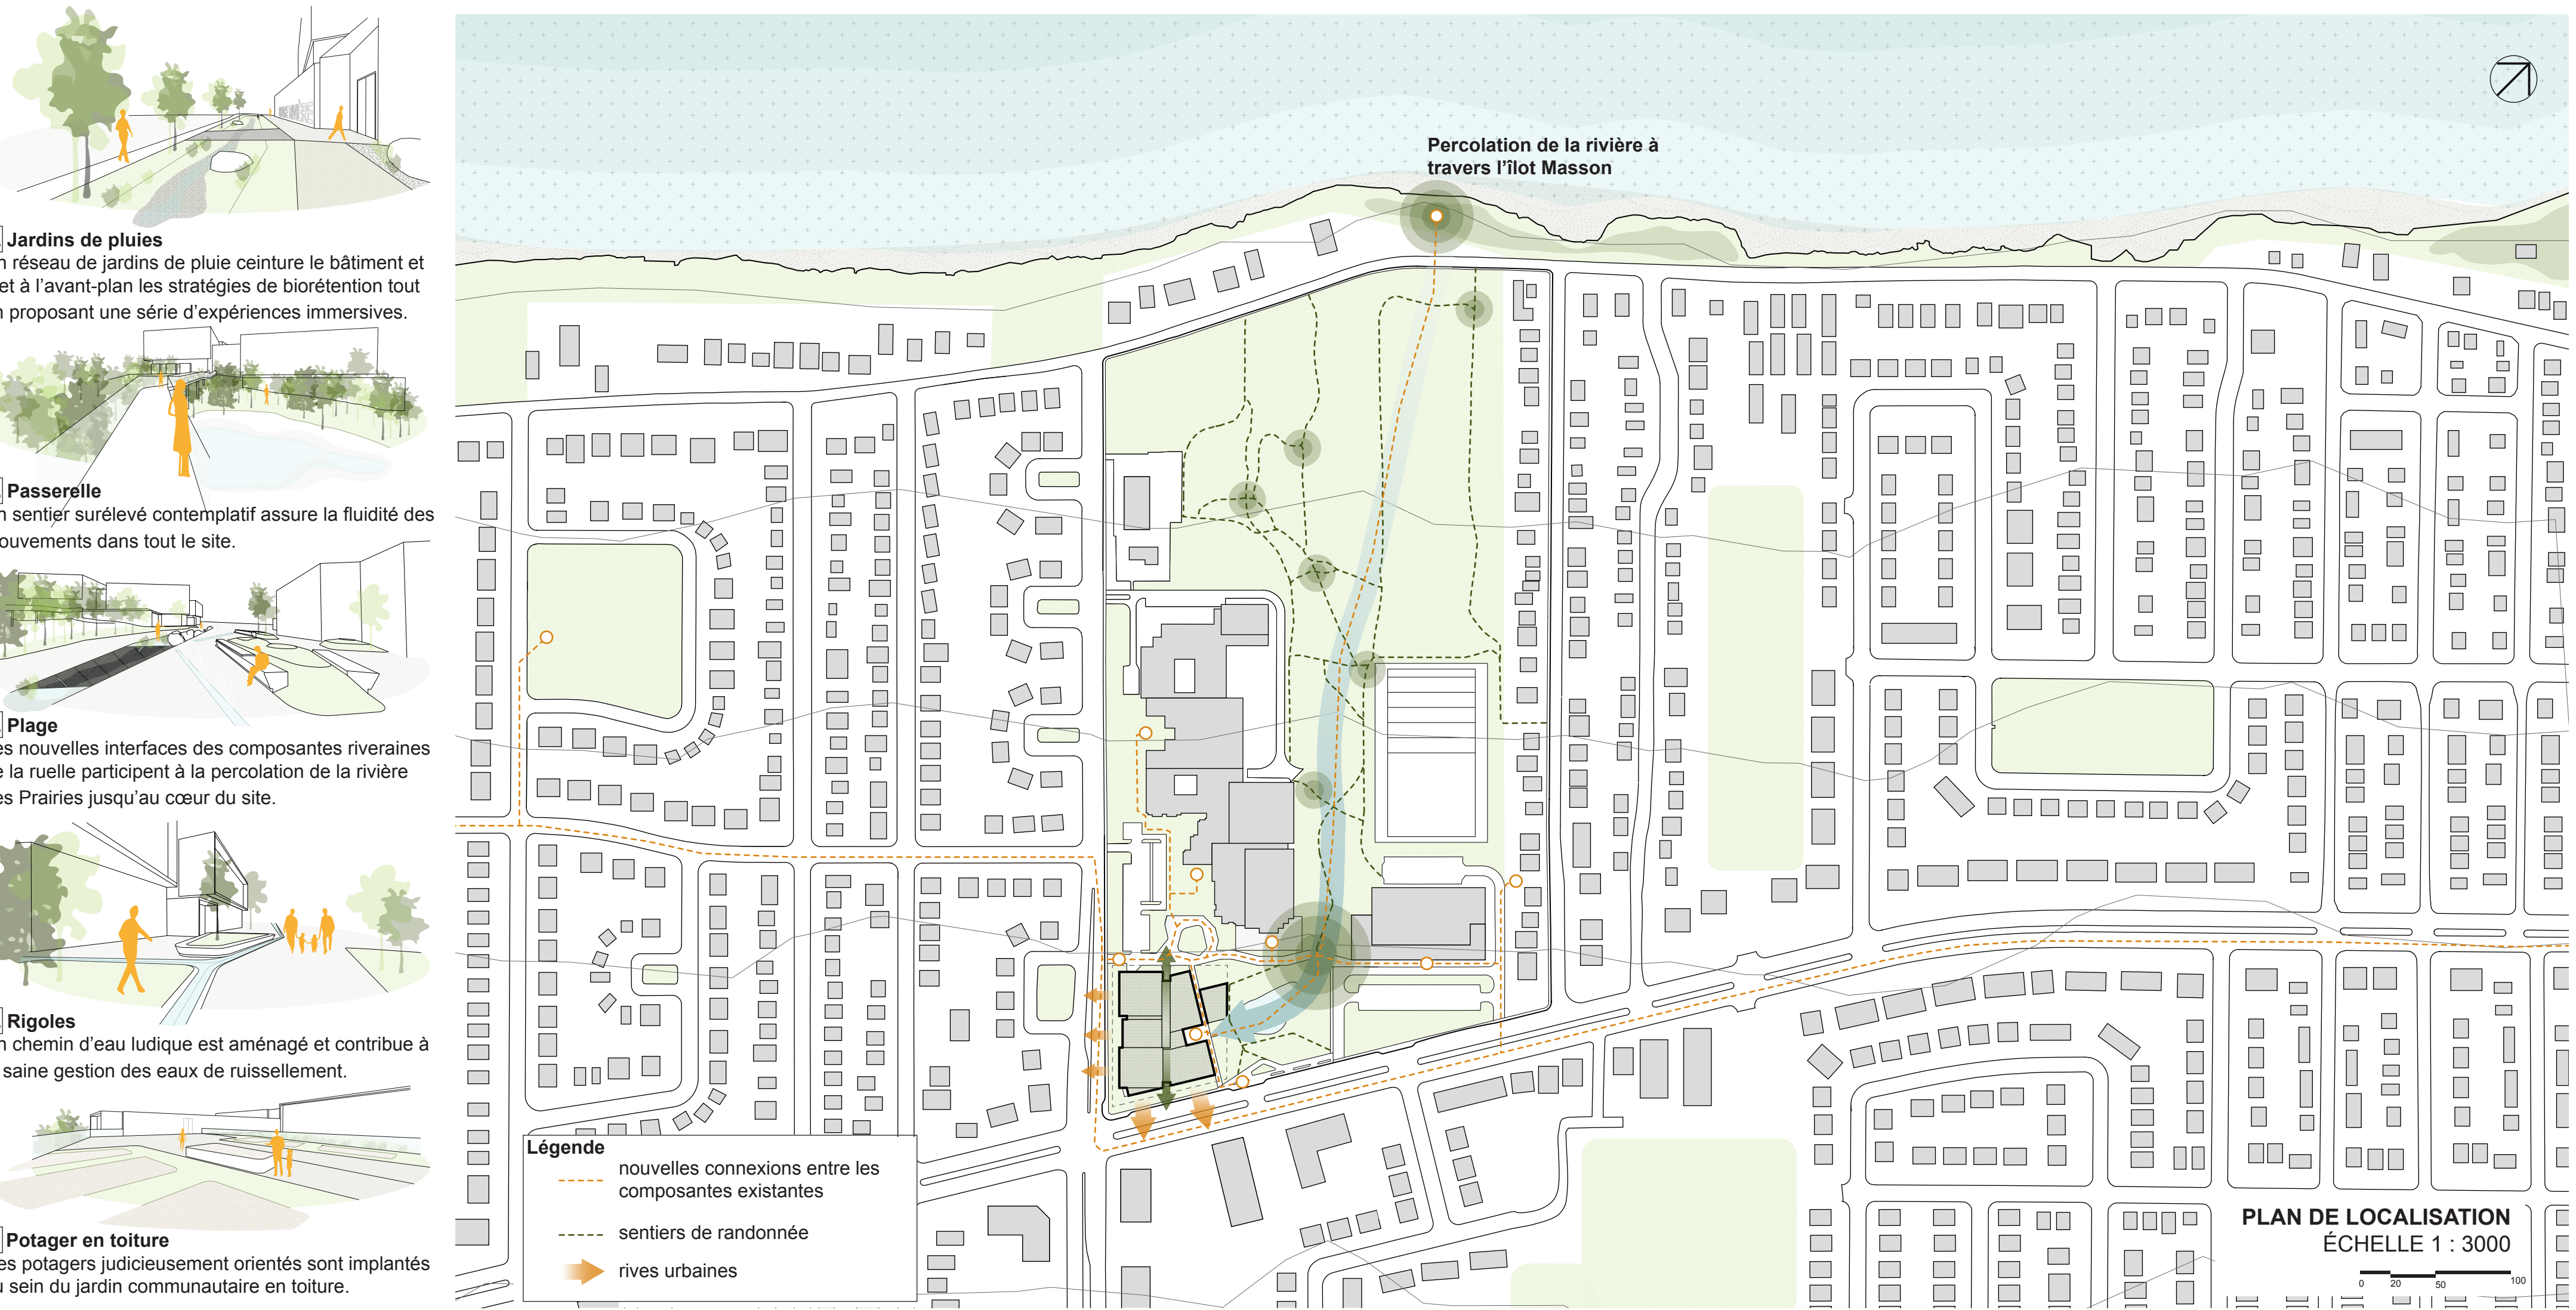 Jardins de pluies
n réseau de jardins de pluie ceinture le bâtiment et
et à l'avant-plan les stratégies de biorétention tout
n proposant une série d'expériences immersives.
Passerelle
n sentier surélevé contemplatif assure la fluidité des
ouvements dans tout le site.
Plage
es nouvelles interfaces des composantes riveraines
e la ruelle participent à la percolation de la rivière
es Prairies jusqu'au cœur du site.
Rigoles
n chemin d'eau ludique est aménagé et contribue à
saine gestion des eaux de ruissellement.
Potager en toiture
es potagers judicieusement orientés sont implantés
u sein du jardin communautaire en toiture.
Percolation de la rivière à
travers l'îlot Masson
Légende
nouvelles connexions entre les
composantes existantes
sentiers de randonnée
rives urbaines
PLAN DE LOCALISATION
ÉCHELLE 1 : 3000
0 20 50 100